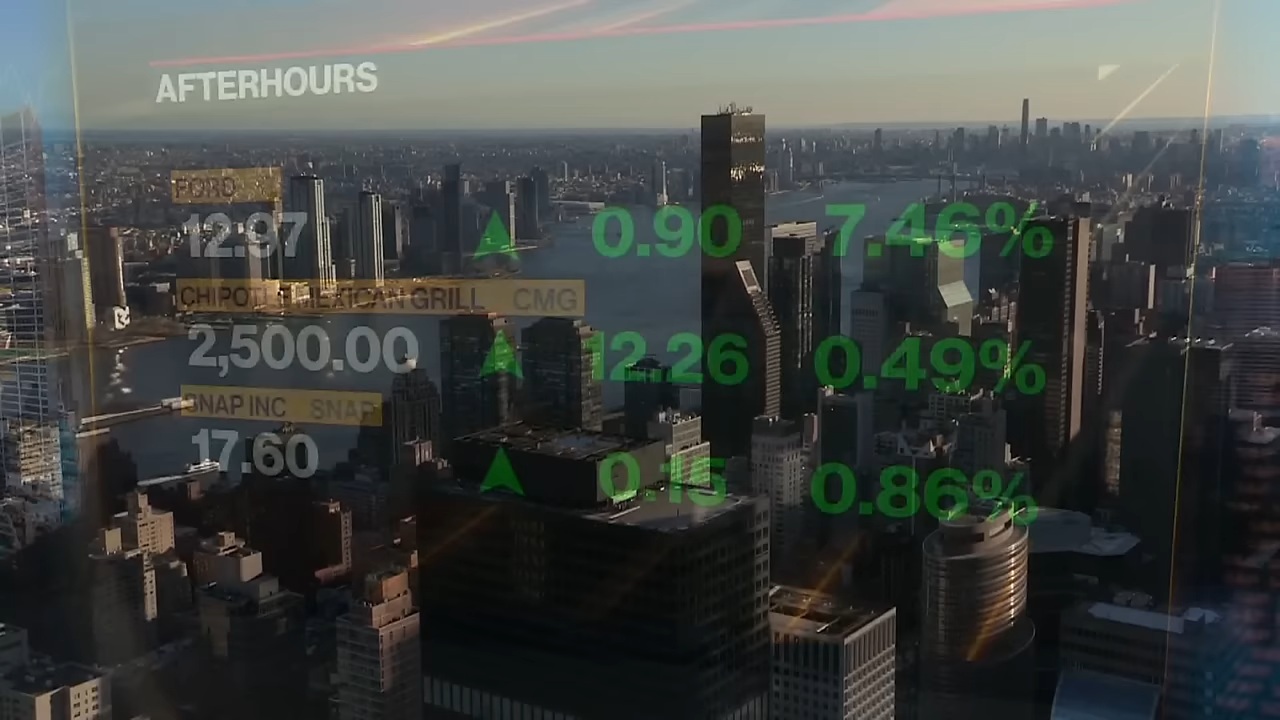 AFTERHOURS
FORD
12.97 ▲ 0.90 7.46%
CHIPOTLE MEXICAN GRILL CMG
2,500.00 ▲ 12.26 0.49%
SNAP INC SNAP
17.60 ▲ 0.15 0.86%